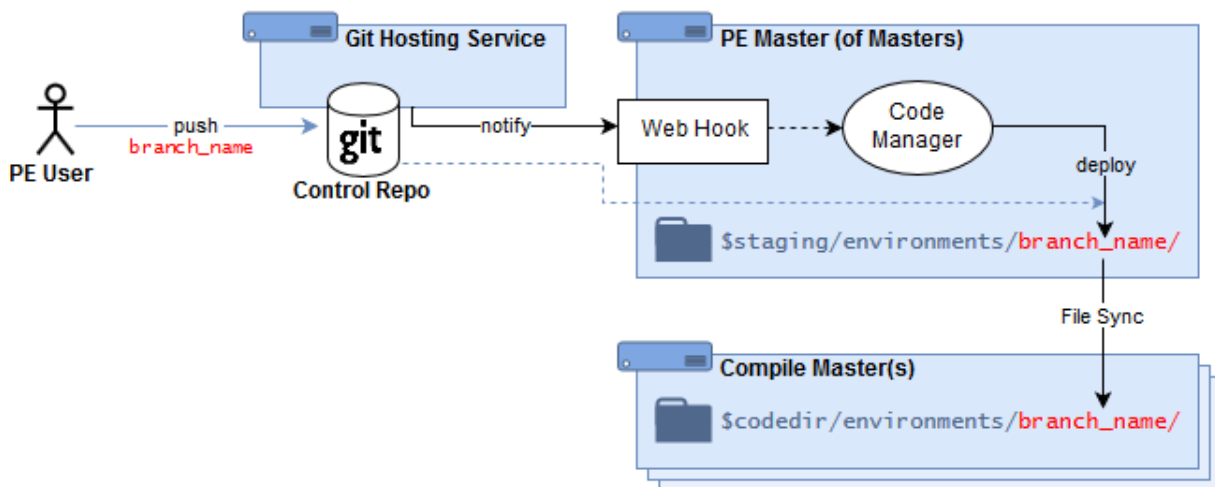 Git Hosting Service
PE Master (of Masters)
push
branch_name
PE User
git
Control Repo
notify
Web Hook
Code
Manager
deploy
$staging/environments/branch_name/
File Sync
Compile Master(s)
$codedir/environments/branch_name/